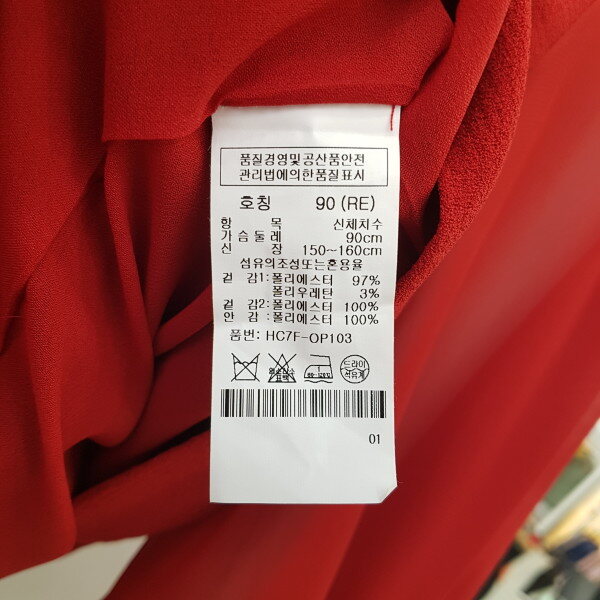 품질경영및공산품안전
관리법에의한품질표시
호칭 90 (RE)
항 목 신체치수
가슴둘레 90cm
신 장 150~160cm
섬유의조성또는혼용율
겉 감1:폴리에스터 97%
폴리우레탄 3%
겉 감2:폴리에스터 100%
안 감 :폴리에스터 100%
품번: HC7F-OP103
드라이
석유계
01